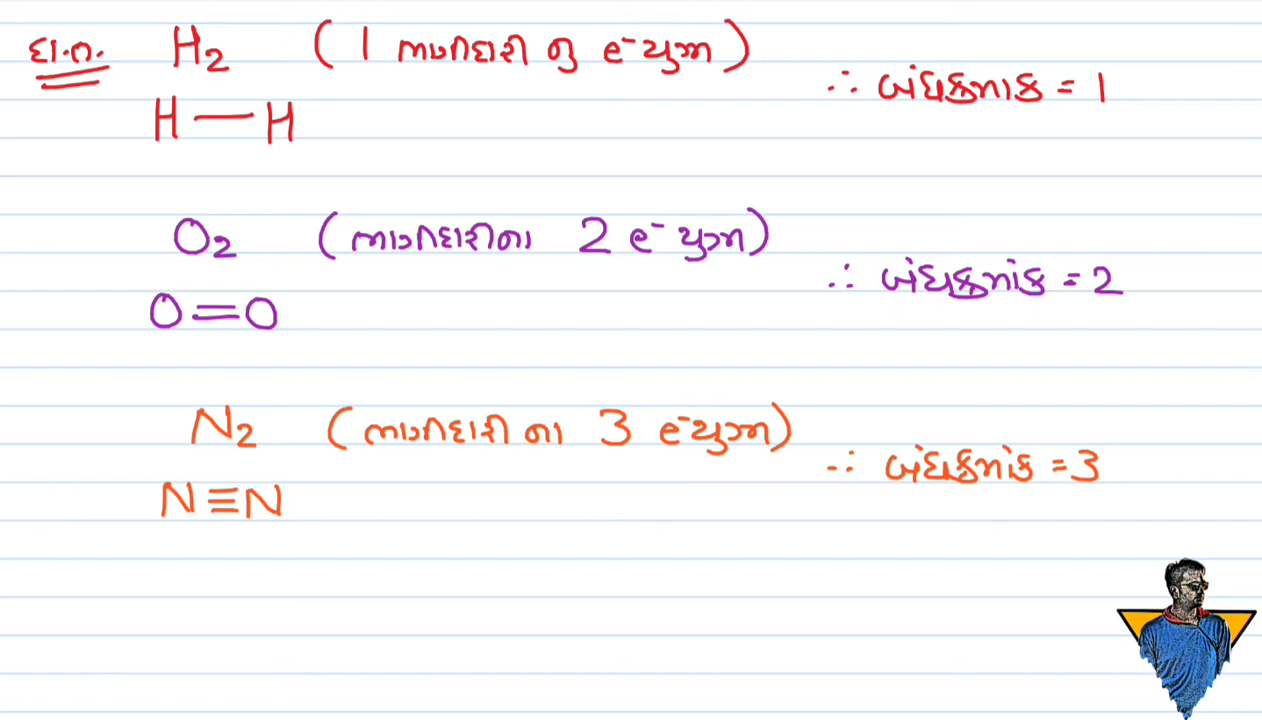 દા.ત. H2 (1 ભાગીદારી નુ e⁻યુગ્મ)
∴ બંધક્રમાંક = 1
H — H
O2 (ભાગીદારીના 2 e⁻ યુગ્મ)
∴ બંધક્રમાંક = 2
O=O
N2 (ભાગીદારી ના 3 e⁻યુગ્મ)
∴ બંધક્રમાંક = 3
N≡N